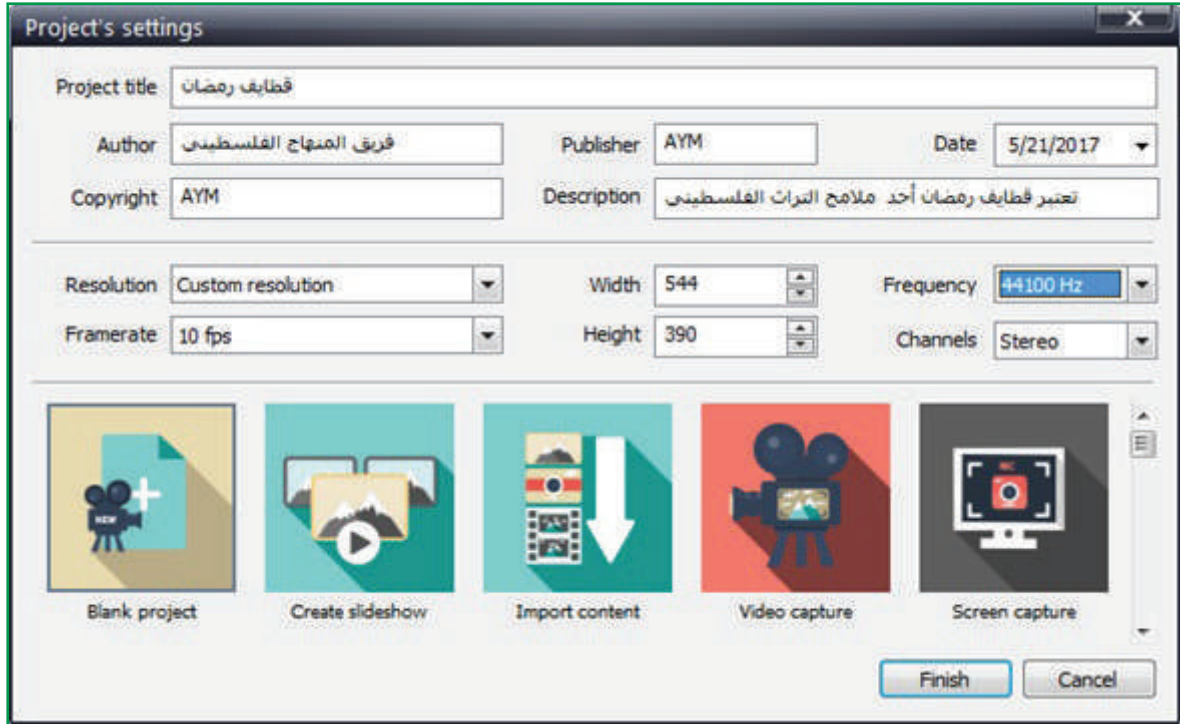 Project's settings
Project title قطايف رمضان
Author فريق المنهاج الفلسطيني Publisher AYM Date 5/21/2017
Copyright AYM Description تعتبر قطايف رمضان أحد ملامح التراث الفلسطيني
Resolution Custom resolution Width 544 Frequency 44100 Hz
Framerate 10 fps Height 390 Channels Stereo
NEW
REC
Blank project Create slideshow Import content Video capture Screen capture
Finish Cancel